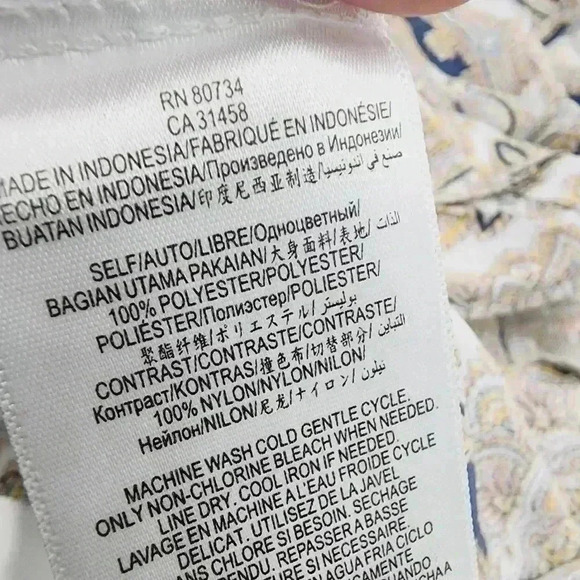 RN 80734
CA 31458
MADE IN INDONESIA/FABRIQUÉ EN INDONÉSIE/
HECHO EN INDONESIA/Произведено в Индонезии/
BUATAN INDONESIA/印度尼西亚制造/صنع في اندونيسيا
SELF/AUTO/LIBRE/Одноцветный/
BAGIAN UTAMA PAKAIAN/大身面料/表地/الذات
100% POLYESTER/POLYESTER/
POLIÉSTER/Полиэстер/POLIESTER/
聚酯纤维/ポリエステル/بوليستر
CONTRAST/CONTRASTE/CONTRASTE/
Контраст/KONTRAS/撞色布/切替部分/التباين
100% NYLON/NYLON/NILON/
Нейлон/NILON/尼龙/ナイロン/نيلون
MACHINE WASH COLD GENTLE CYCLE.
ONLY NON-CHLORINE BLEACH WHEN NEEDED.
LINE DRY. COOL IRON IF NEEDED.
LAVAGE EN MACHINE A L'EAU FROIDE CYCLE
DELICAT. UTILISEZ DE LA JAVEL
SANS CHLORE SI BESOIN. SECHAGE
PENDU. REPASSER A BASSE
TURE SI NECESSAIRE.
N AGUA FRIA CICLO